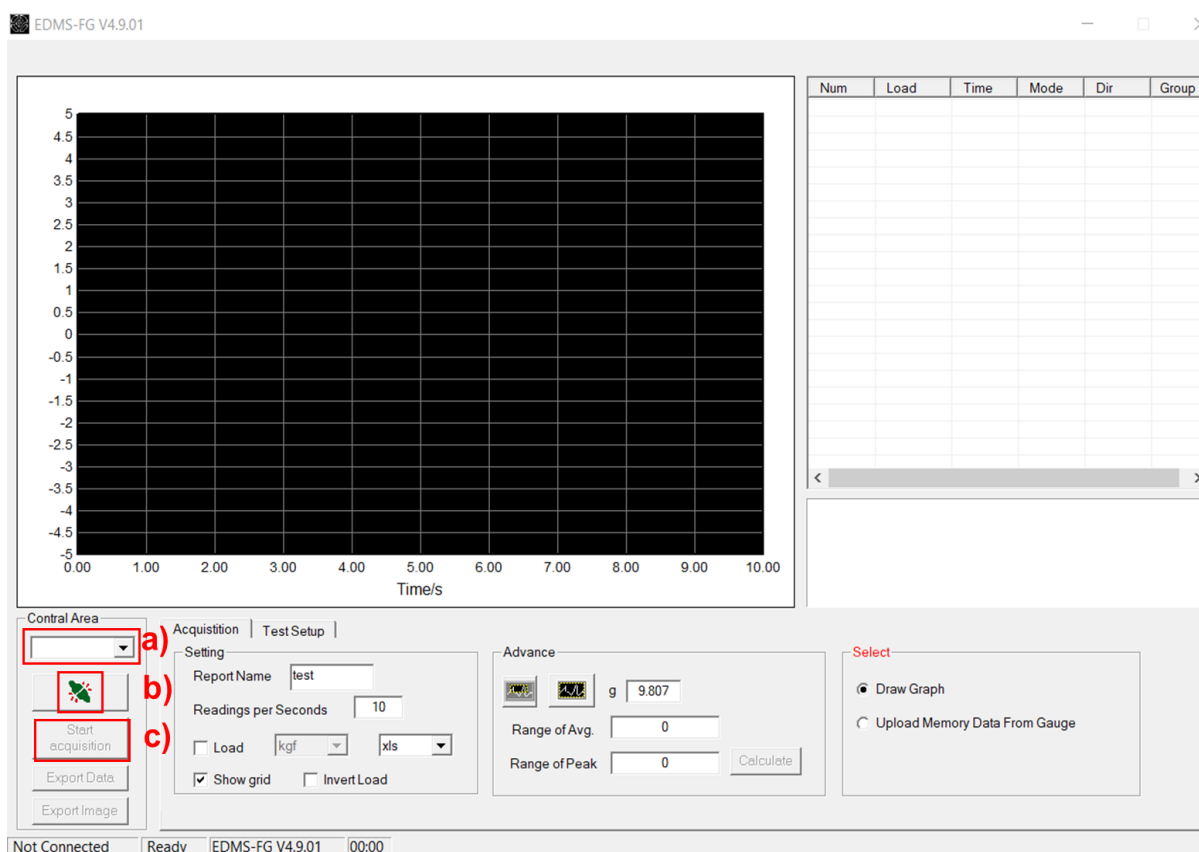 EDMS-FG V4.9.01
Num Load Time Mode Dir Group
5
4.5
4
3.5
3
2.5
2
1.5
1
0.5
0
-0.5
-1
-1.5
-2
-2.5
-3
-3.5
-4
-4.5
-5
0.00 1.00 2.00 3.00 4.00 5.00 6.00 7.00 8.00 9.00 10.00
Time/s
Contral Area
a)
b)
Start
acquisition
c)
Export Data
Export Image
Acquistition Test Setup
Setting
Report Name test
Readings per Seconds 10
Load kgf xls
Show grid Invert Load
Advance
g 9.807
Range of Avg. 0
Range of Peak 0 Calculate
Select
Draw Graph
Upload Memory Data From Gauge
Not Connected Ready EDMS-FG V4.9.01 00:00